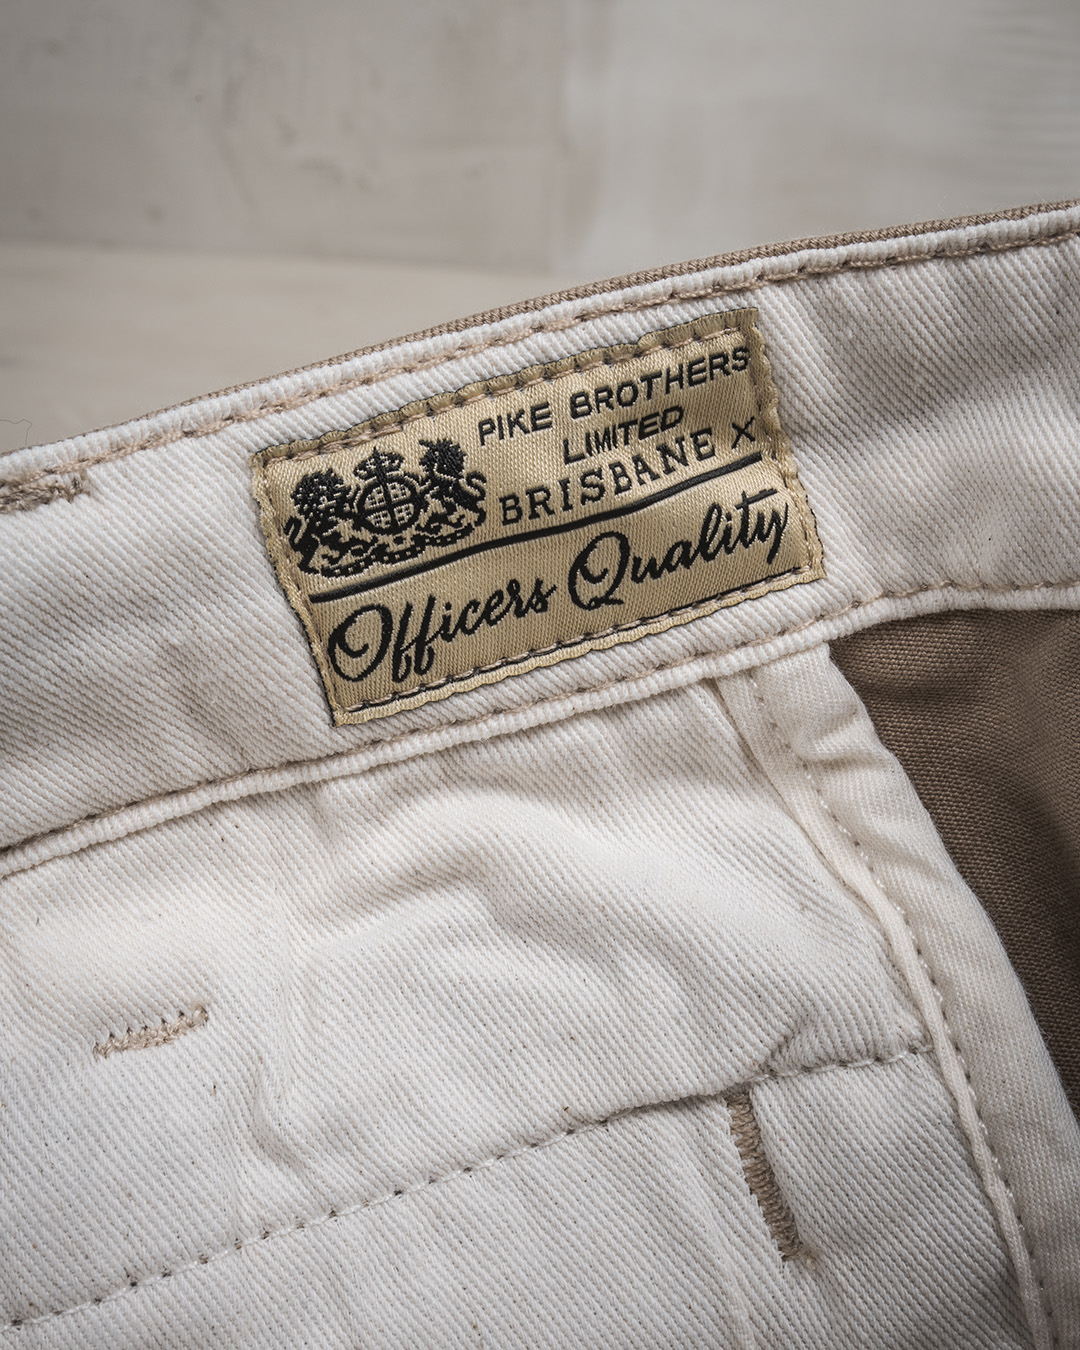 PIKE BROTHERS
LIMITED
BRISBANE X
Officers Quality